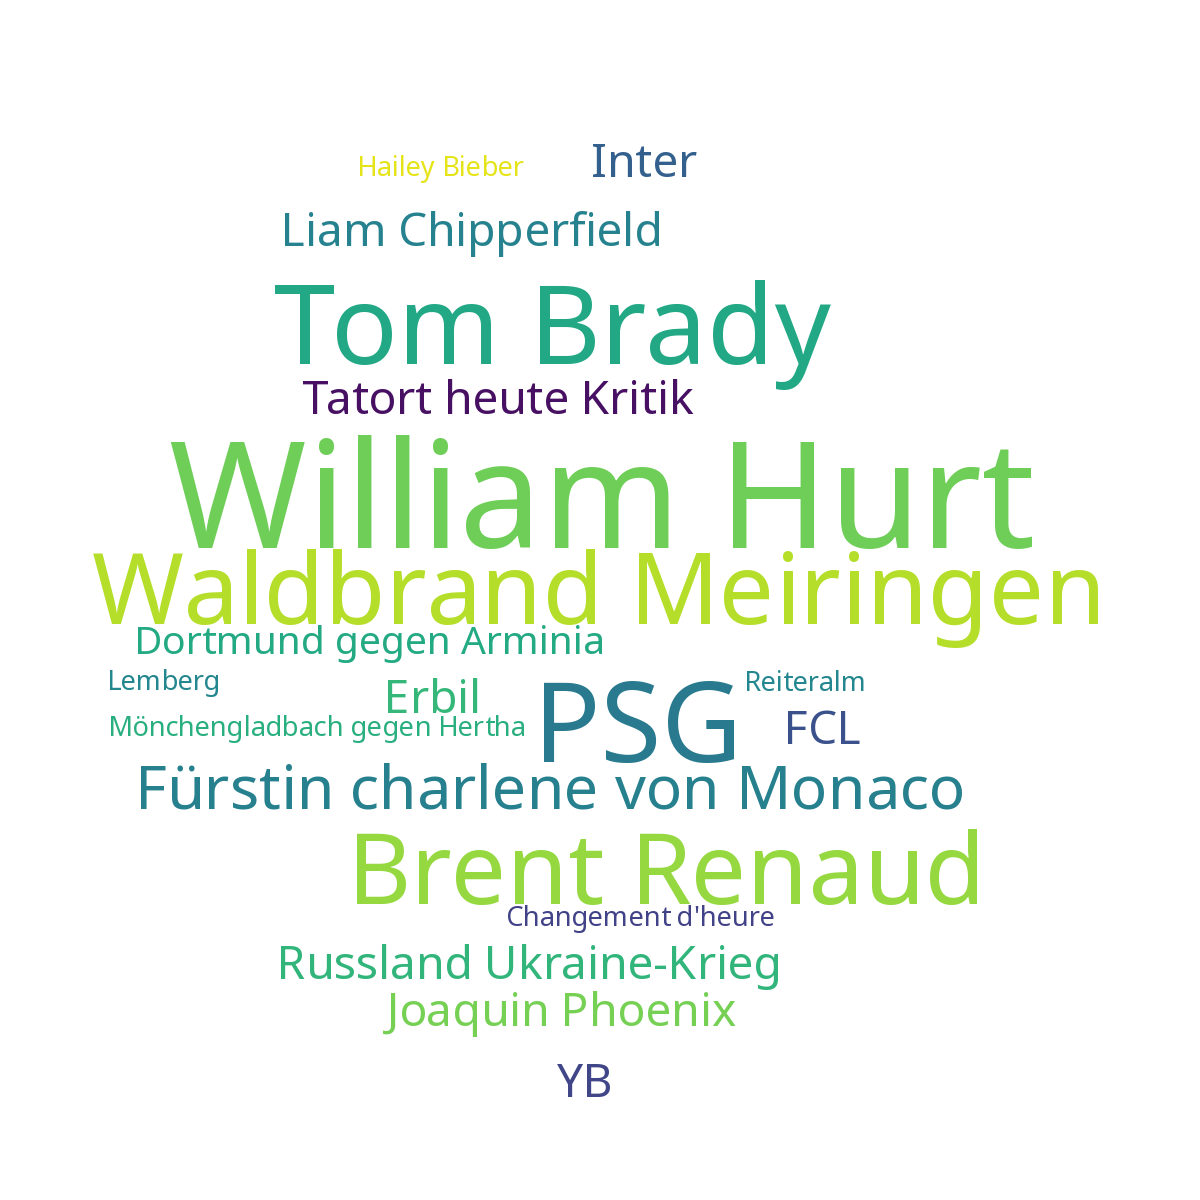 Hailey Bieber
Inter
Liam Chipperfield
Tom Brady
Tatort heute Kritik
William Hurt
Waldbrand Meiringen
Dortmund gegen Arminia
Lemberg
Erbil
PSG
Reiteralm
Mönchengladbach gegen Hertha
FCL
Fürstin charlene von Monaco
Brent Renaud
Changement d'heure
Russland Ukraine-Krieg
Joaquin Phoenix
YB